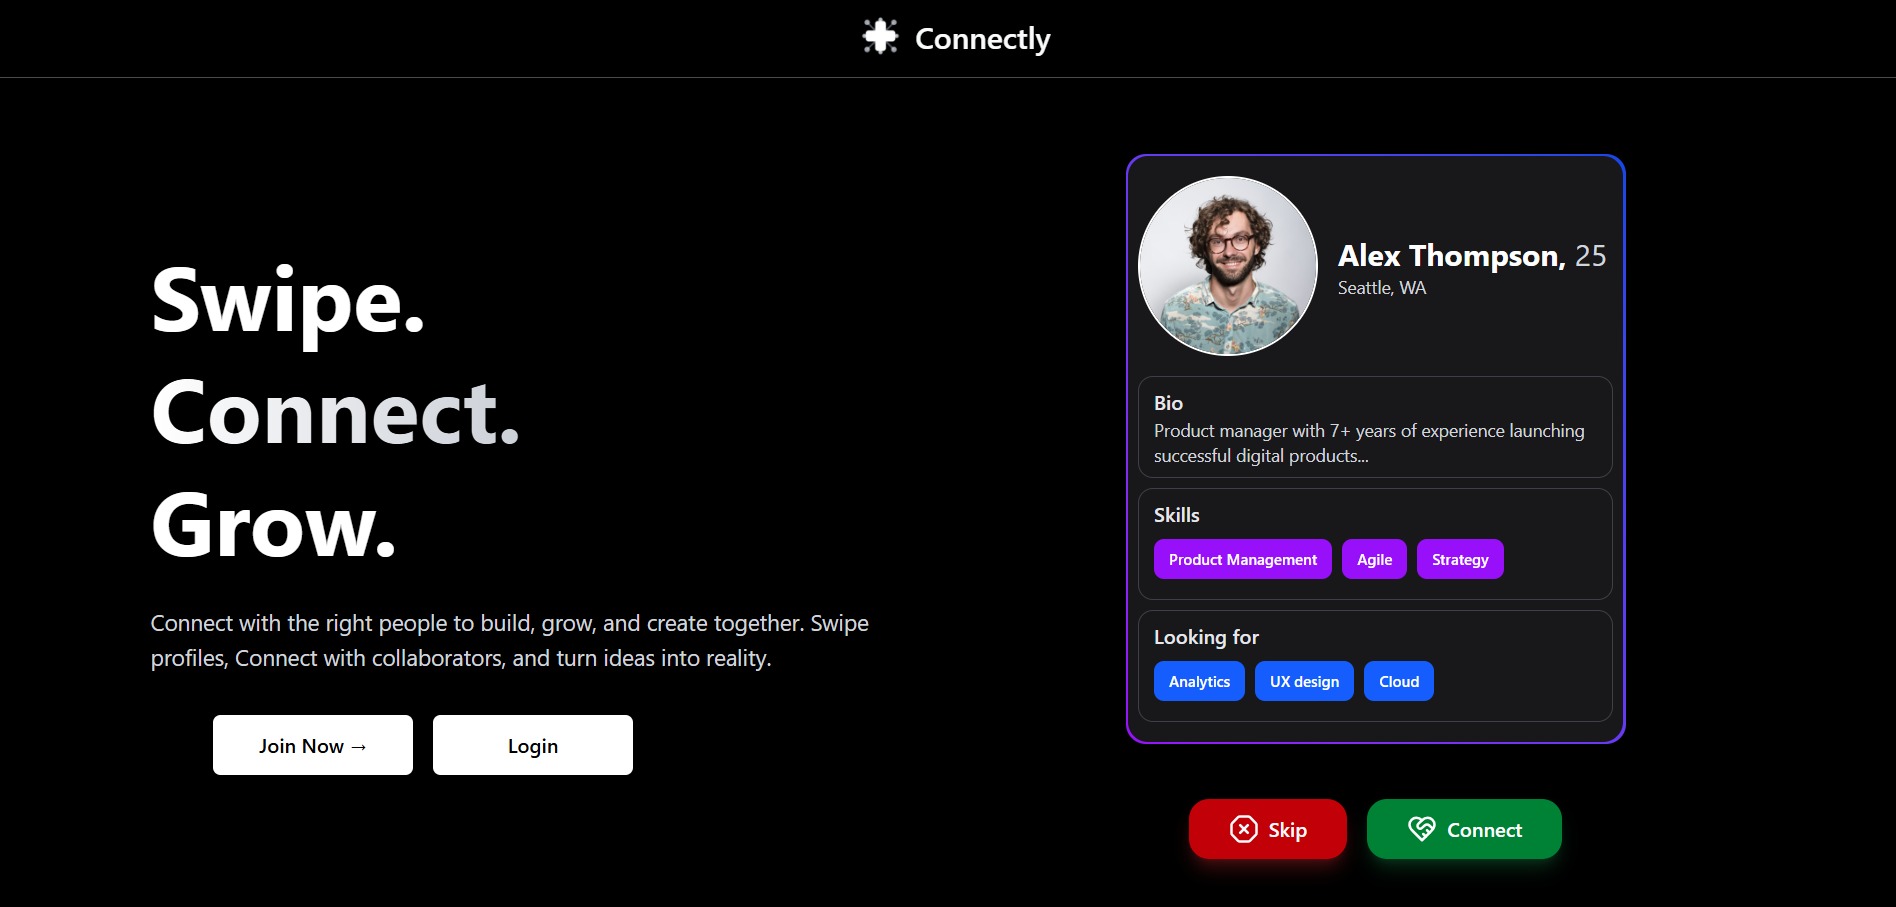 Connectly
Swipe.
Connect.
Grow.
Connect with the right people to build, grow, and create together. Swipe
profiles, Connect with collaborators, and turn ideas into reality.
Join Now →
Login
Alex Thompson, 25
Seattle, WA
Bio
Product manager with 7+ years of experience launching
successful digital products...
Skills
Product Management
Agile
Strategy
Looking for
Analytics
UX design
Cloud
Skip
Connect